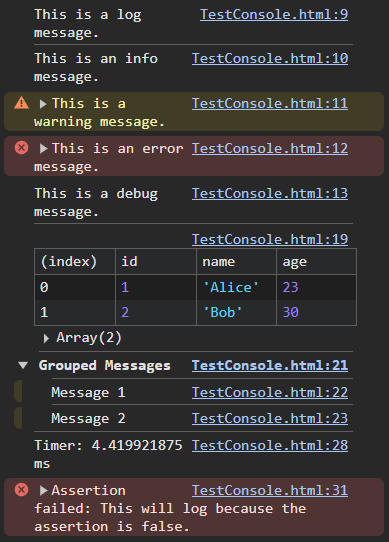 This is a log TestConsole.html:9
message.
This is an info TestConsole.html:10
message.
This is a TestConsole.html:11
warning message.
This is an error TestConsole.html:12
message.
This is a debug TestConsole.html:13
message.
TestConsole.html:19
(index) id name age
0 1 'Alice' 23
1 2 'Bob' 30
Array(2)
Grouped Messages TestConsole.html:21
Message 1 TestConsole.html:22
Message 2 TestConsole.html:23
Timer: 4.419921875 TestConsole.html:28
ms
Assertion TestConsole.html:31
failed: This will log because the
assertion is false.